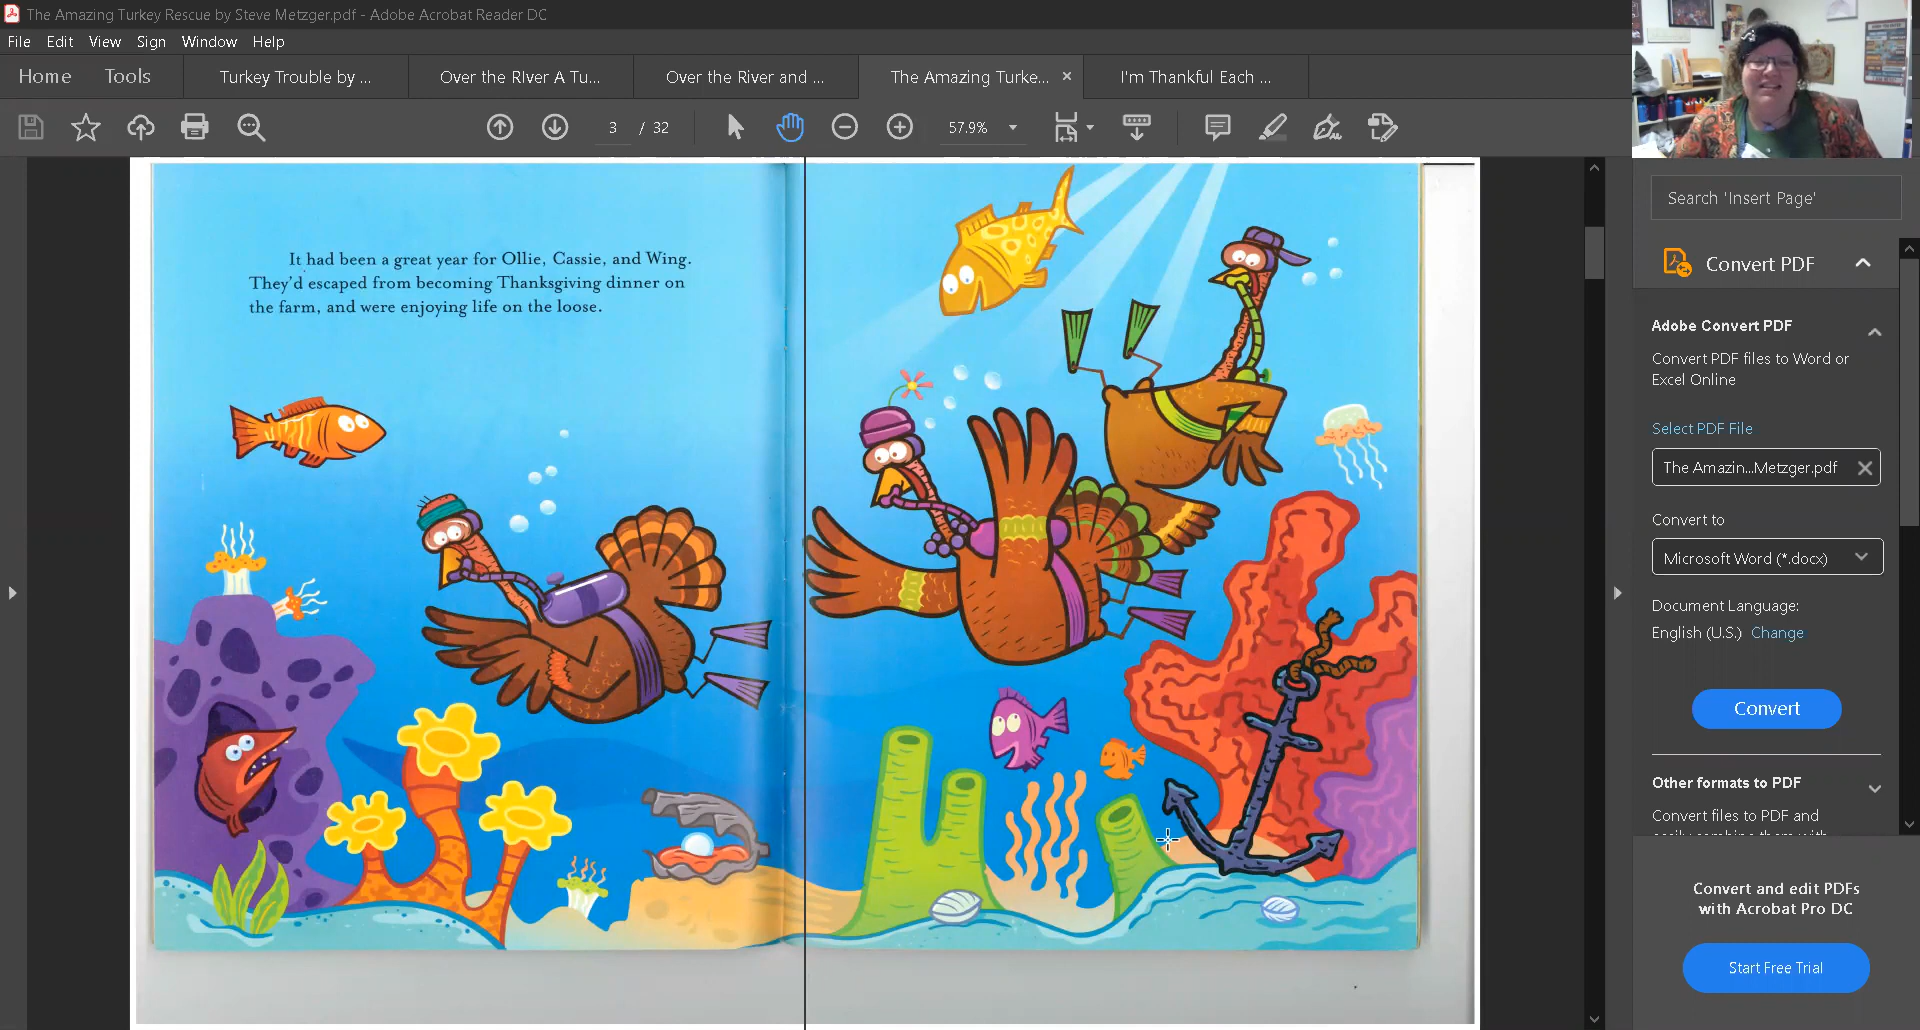 The Amazing Turkey Rescue by Steve Metzger.pdf - Adobe Acrobat Reader DC
File Edit View Sign Window Help
Home Tools Turkey Trouble by ... Over the RIver A Tu... Over the River and ... The Amazing Turke... × I'm Thankful Each ...
3 / 32 57.9%
It had been a great year for Ollie, Cassie, and Wing.
They'd escaped from becoming Thanksgiving dinner on
the farm, and were enjoying life on the loose.
Search 'Insert Page'
Convert PDF
Adobe Convert PDF
Convert PDF files to Word or
Excel Online
Select PDF File
The Amazin...Metzger.pdf
Convert to
Microsoft Word (*.docx)
Document Language:
English (U.S.) Change
Convert
Other formats to PDF
Convert files to PDF and
easily combine them with
Convert and edit PDFs
with Acrobat Pro DC
Start Free Trial